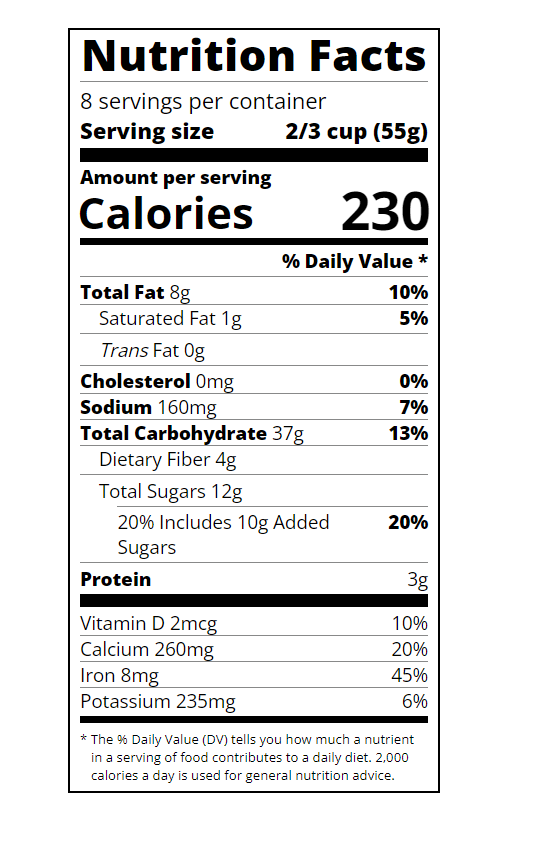 Nutrition Facts
8 servings per container
Serving size 2/3 cup (55g)
Amount per serving
Calories 230
% Daily Value *
Total Fat 8g 10%
Saturated Fat 1g 5%
Trans Fat 0g
Cholesterol 0mg 0%
Sodium 160mg 7%
Total Carbohydrate 37g 13%
Dietary Fiber 4g
Total Sugars 12g
20% Includes 10g Added 20%
Sugars
Protein 3g
Vitamin D 2mcg 10%
Calcium 260mg 20%
Iron 8mg 45%
Potassium 235mg 6%
* The % Daily Value (DV) tells you how much a nutrient
in a serving of food contributes to a daily diet. 2,000
calories a day is used for general nutrition advice.